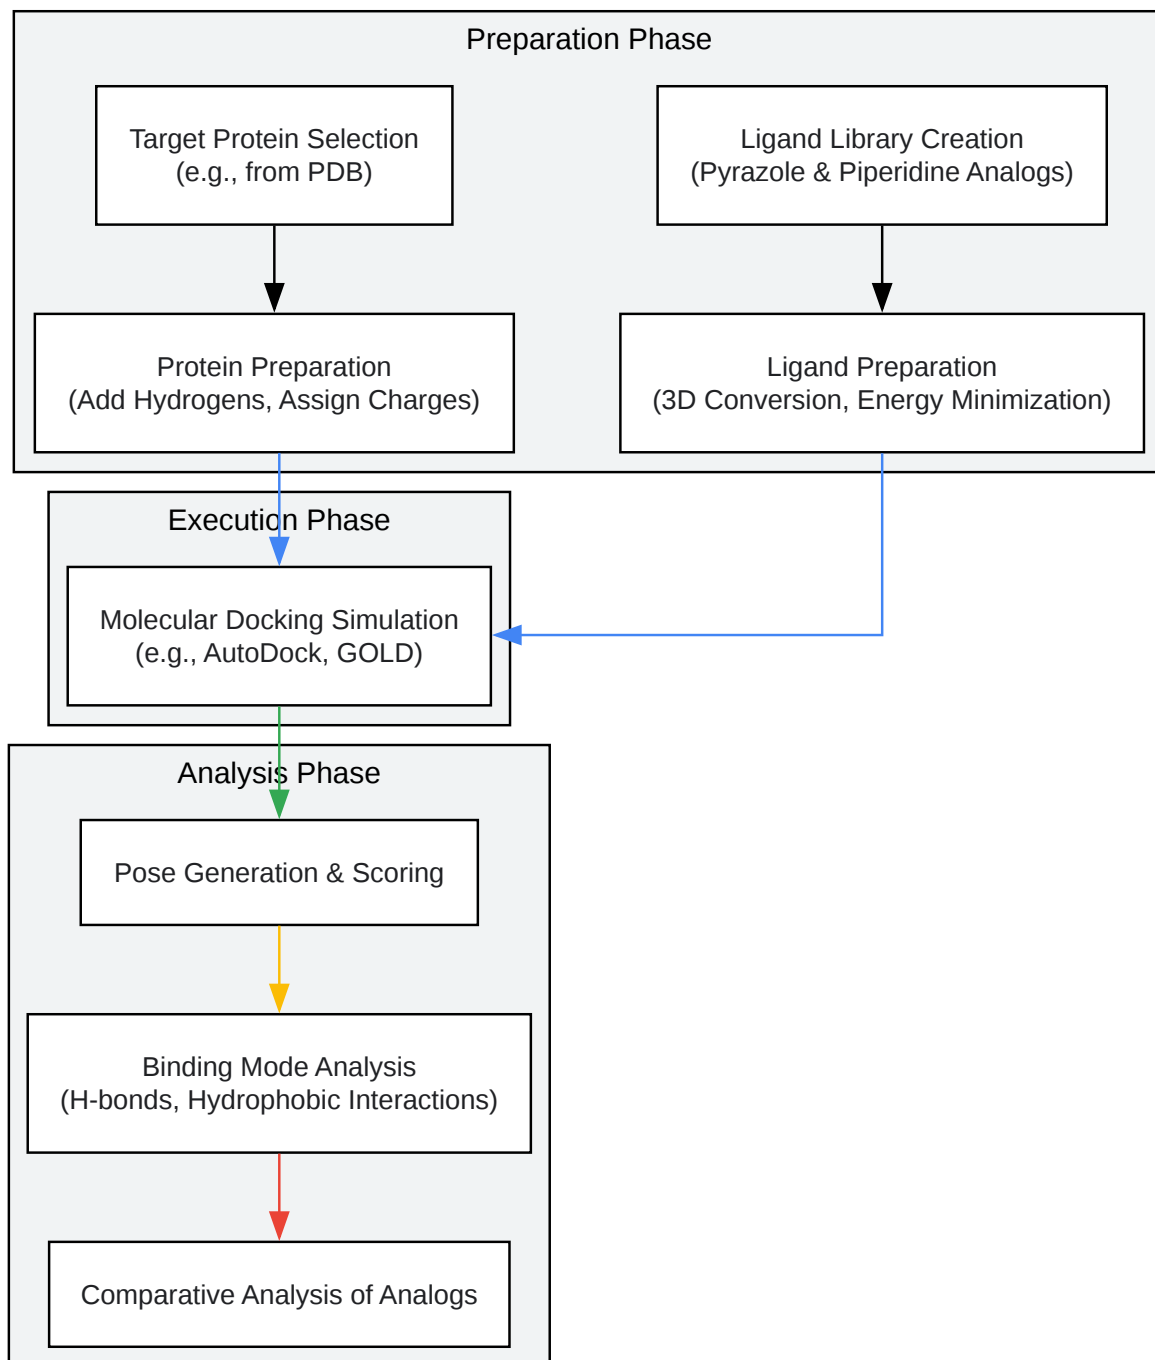 Preparation Phase
Target Protein Selection
(e.g., from PDB)
Ligand Library Creation
(Pyrazole & Piperidine Analogs)
Protein Preparation
(Add Hydrogens, Assign Charges)
Ligand Preparation
(3D Conversion, Energy Minimization)
Execution Phase
Molecular Docking Simulation
(e.g., AutoDock, GOLD)
Analysis Phase
Pose Generation & Scoring
Binding Mode Analysis
(H-bonds, Hydrophobic Interactions)
Comparative Analysis of Analogs